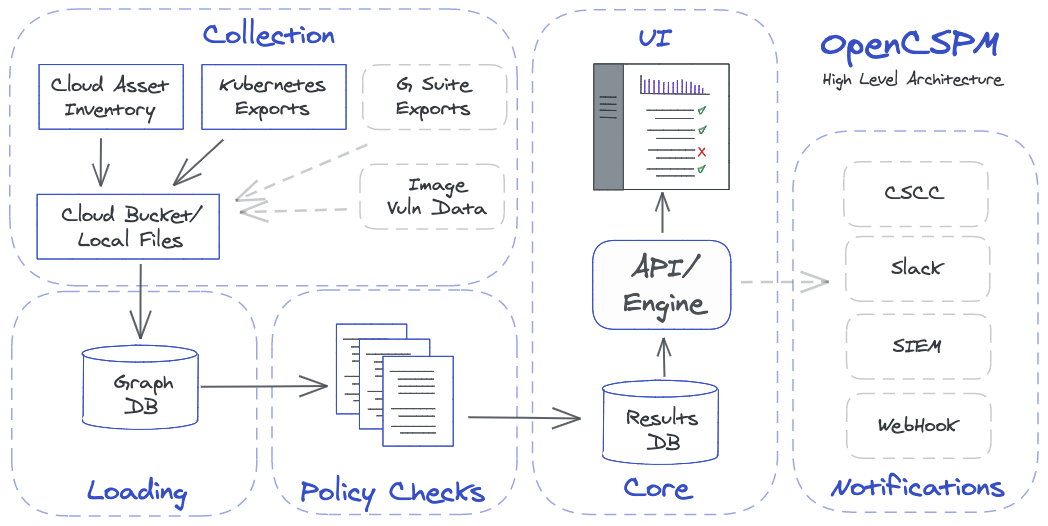 Collection
Cloud Asset
Inventory
Kubernetes
Exports
G Suite
Exports
Image
Vuln Data
Cloud Bucket/
Local Files
Graph
DB
Loading
Policy Checks
UI
API/
Engine
Results
DB
Core
OpenCSPM
High Level Architecture
CSCC
Slack
SIEM
WebHook
Notifications